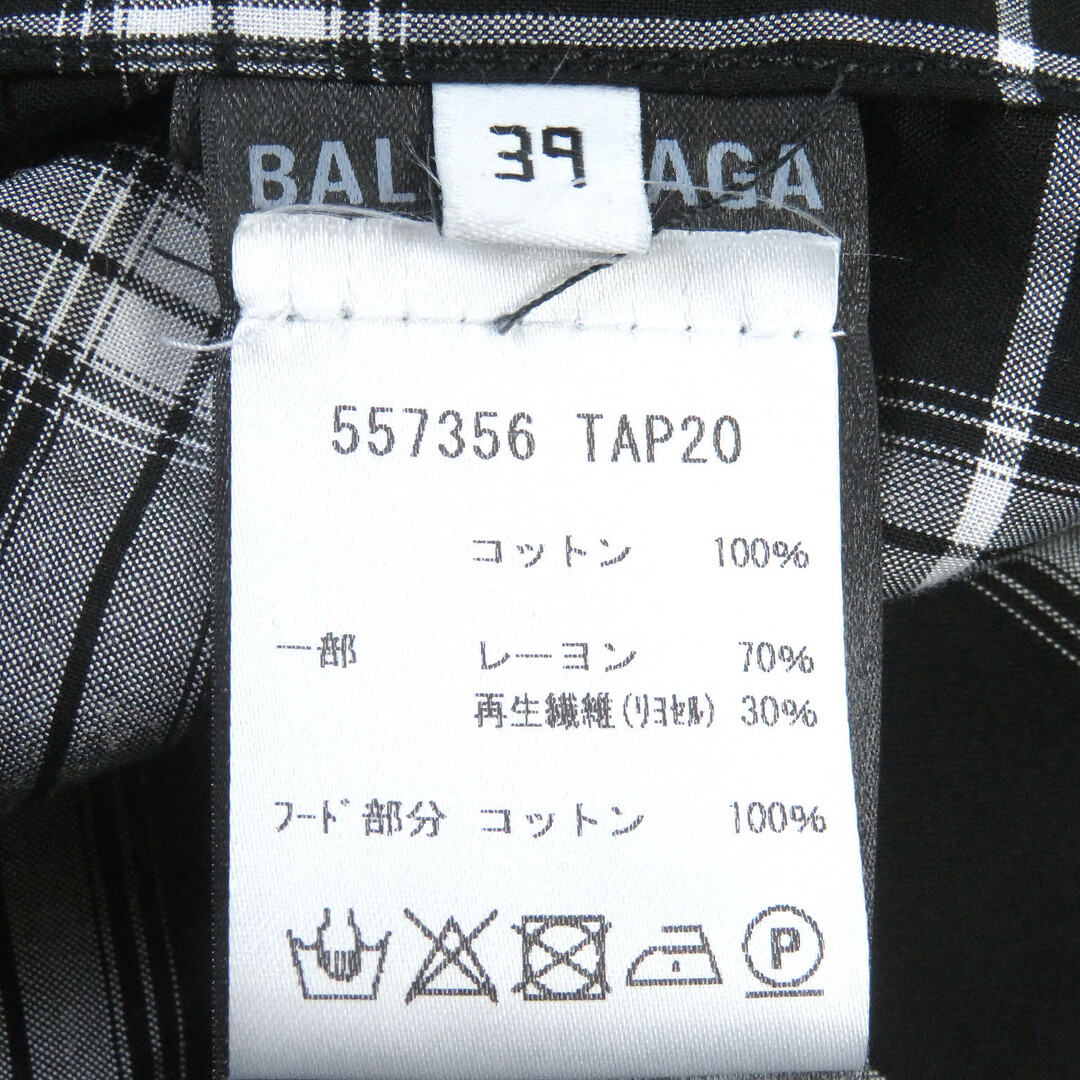 BAL
39
AGA
557356 TAP20
コットン 100%
一部 レーヨン 70%
再生繊維(ﾘﾖｾﾙ) 30%
ﾌｰﾄﾞ部分 コットン 100%
P